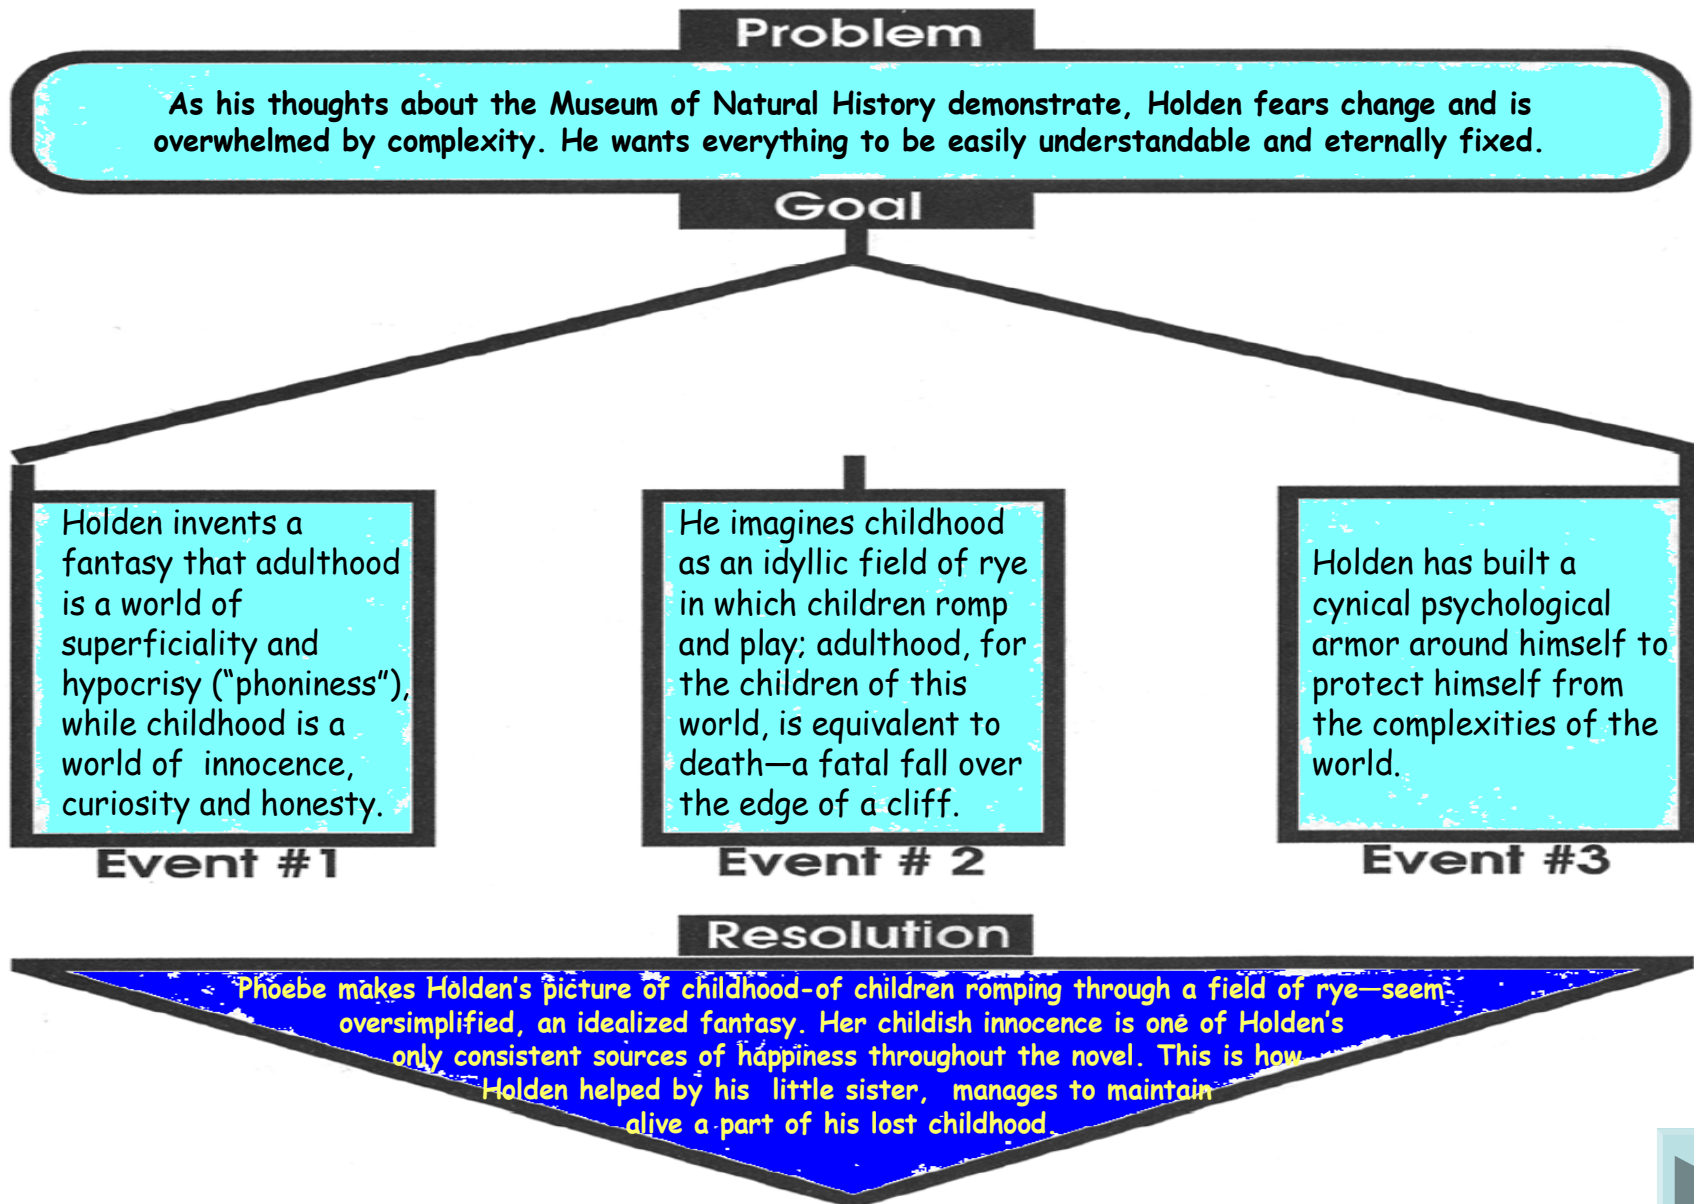 Problem
As his thoughts about the Museum of Natural History demonstrate, Holden fears change and is
overwhelmed by complexity. He wants everything to be easily understandable and eternally fixed.
Goal
Holden invents a
fantasy that adulthood
is a world of
superficiality and
hypocrisy (“phoniness”),
while childhood is a
world of  innocence,
curiosity and honesty.
Event #1
He imagines childhood
as an idyllic field of rye
in which children romp
and play; adulthood, for
the children of this
world, is equivalent to
death—a fatal fall over
the edge of a cliff.
Event # 2
Holden has built a
cynical psychological
armor around himself to
protect himself from
the complexities of the
world.
Event #3
Resolution
Phoebe makes Holden’s picture of childhood-of children romping through a field of rye—seem
oversimplified, an idealized fantasy. Her childish innocence is one of Holden’s
only consistent sources of happiness throughout the novel. This is how
Holden helped by his  little sister,  manages to maintain
alive a part of his lost childhood.